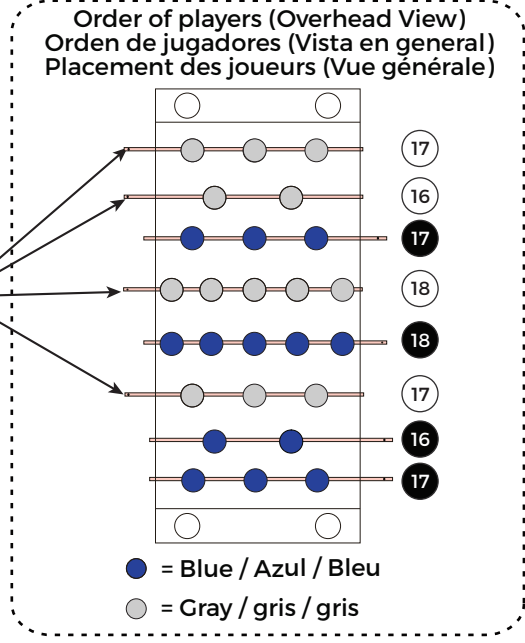 Order of players (Overhead View)
Orden de jugadores (Vista en general)
Placement des joueurs (Vue générale)
17
16
17
18
18
17
16
17
= Blue / Azul / Bleu
= Gray / gris / gris